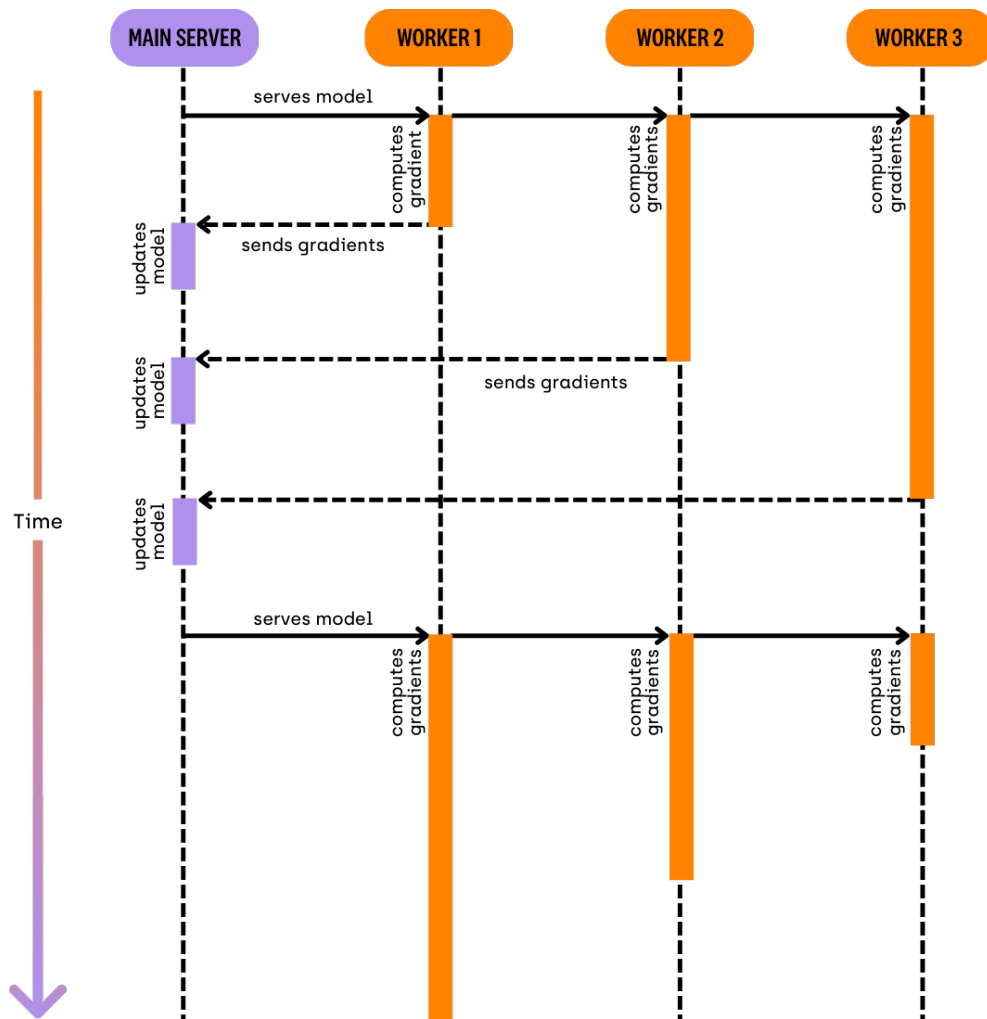 MAIN SERVER
WORKER 1
WORKER 2
WORKER 3
serves model
computes
gradient
computes
gradients
computes
gradients
sends gradients
updates
model
sends gradients
updates
model
Time
updates
model
serves model
computes
gradients
computes
gradients
computes
gradients